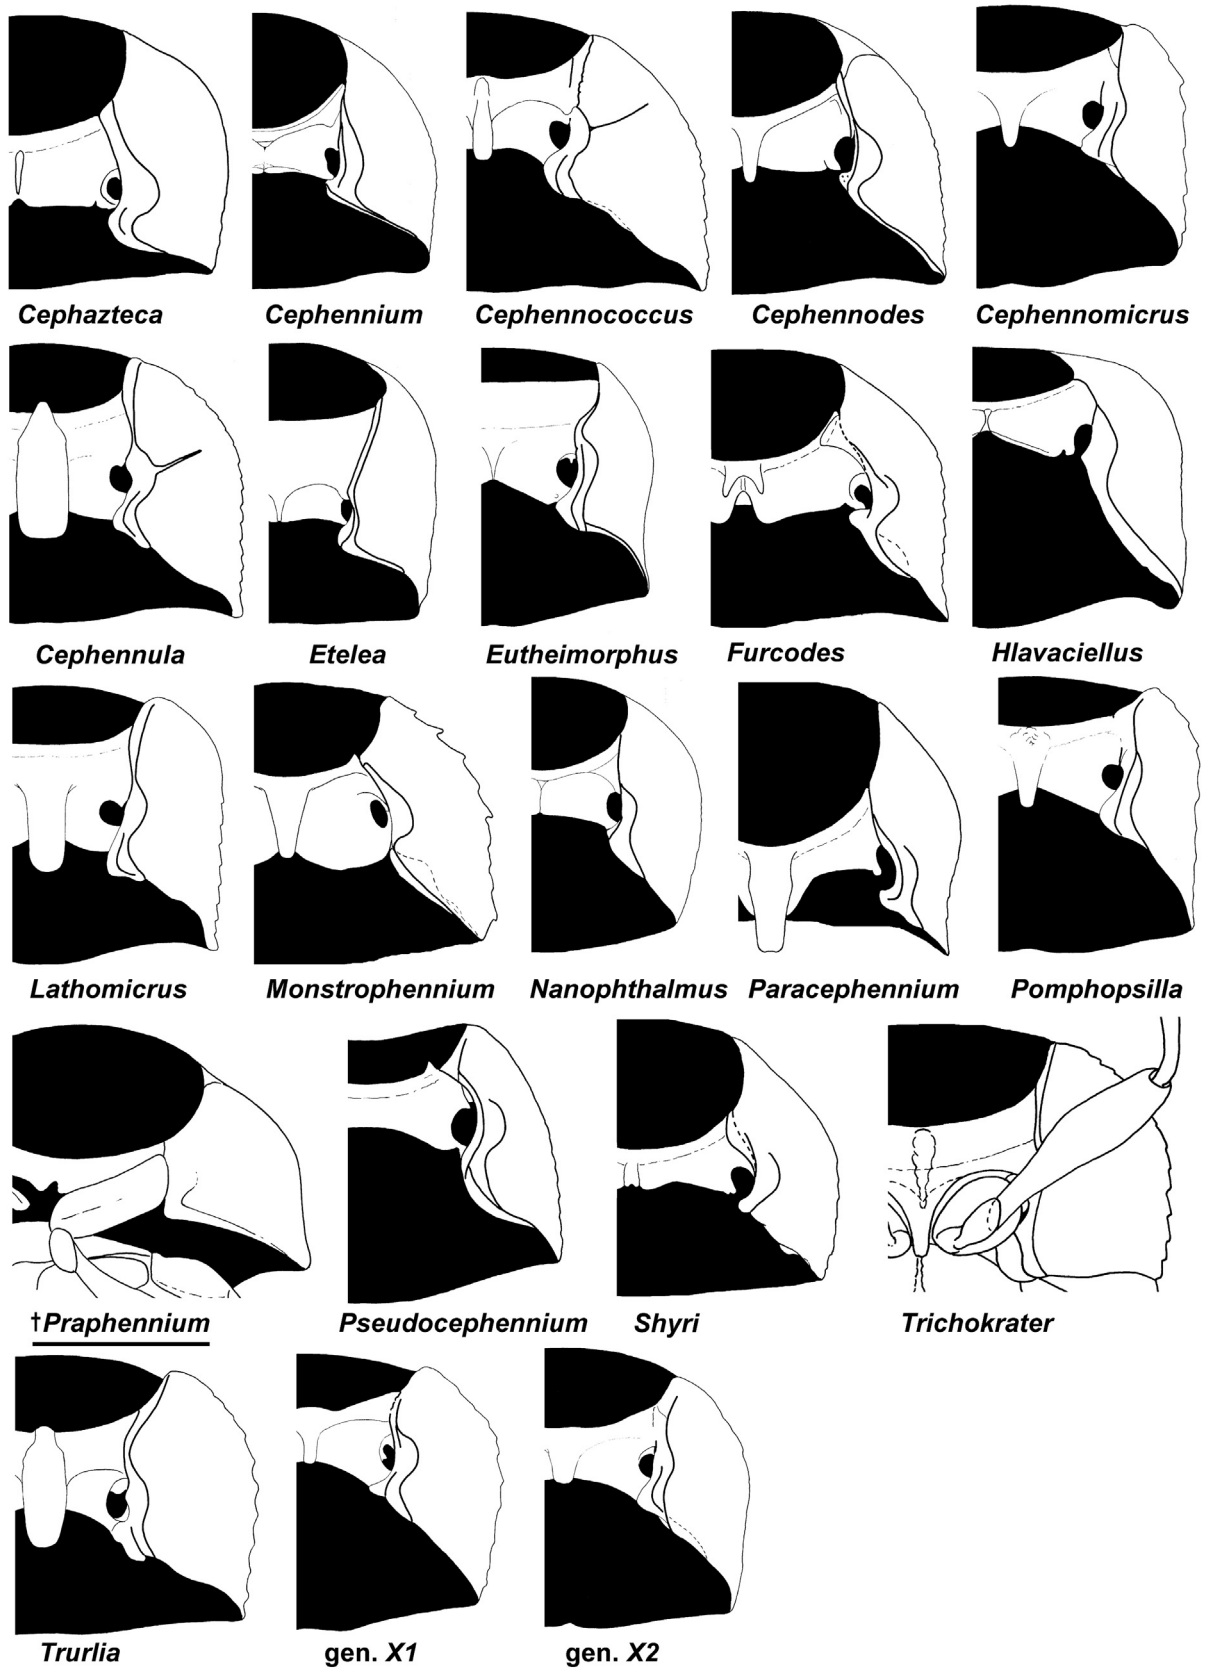 Cephazteca Cephennium Cephennococcus Cephennodes Cephennomicrus
Cephennula Etelea Eutheimorphus Furcodes Hlavaciellus
Lathomicrus Monstrophennium Nanophthalmus Paracephennium Pomphopsilla
†Praphennium Pseudocephennium Shyri Trichokrater
Trurlia gen. X1 gen. X2